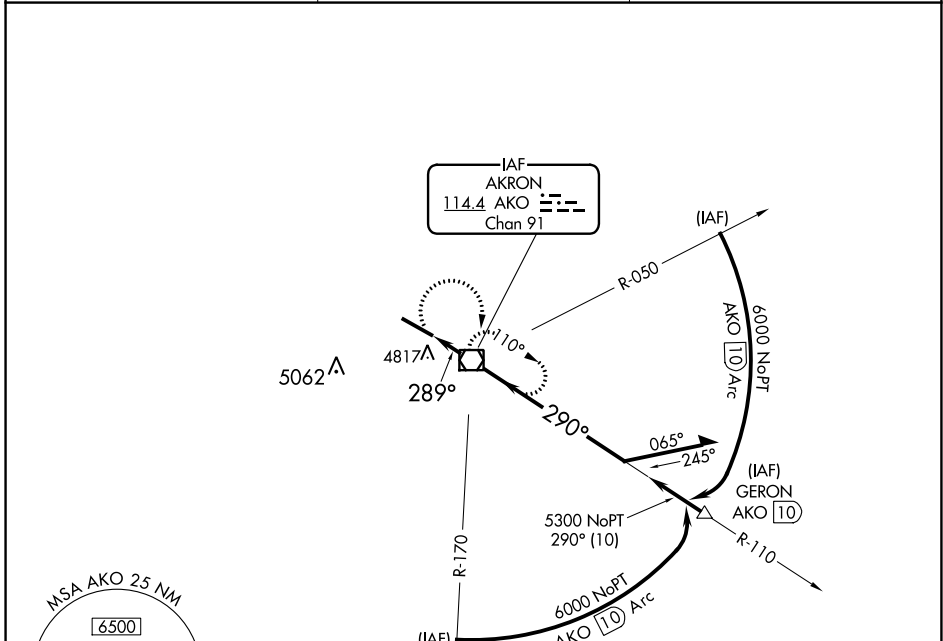 IAF
AKRON
114.4 AKO
Chan 91
(IAF)
R-050
6000 NoPT
AKO 10 Arc
110°
4817
5062
289°
290°
065°
245°
(IAF)
GERON
AKO 10
5300 NoPT
290° (10)
R-110
R-170
6000 NoPT
AKO 10 Arc
(IAF)
MSA AKO 25 NM
6500